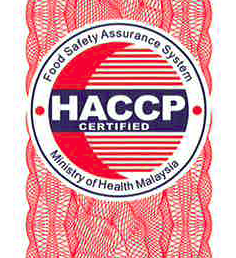 Food Safety Assurance System
HACCP
CERTIFIED
Ministry of Health Malaysia